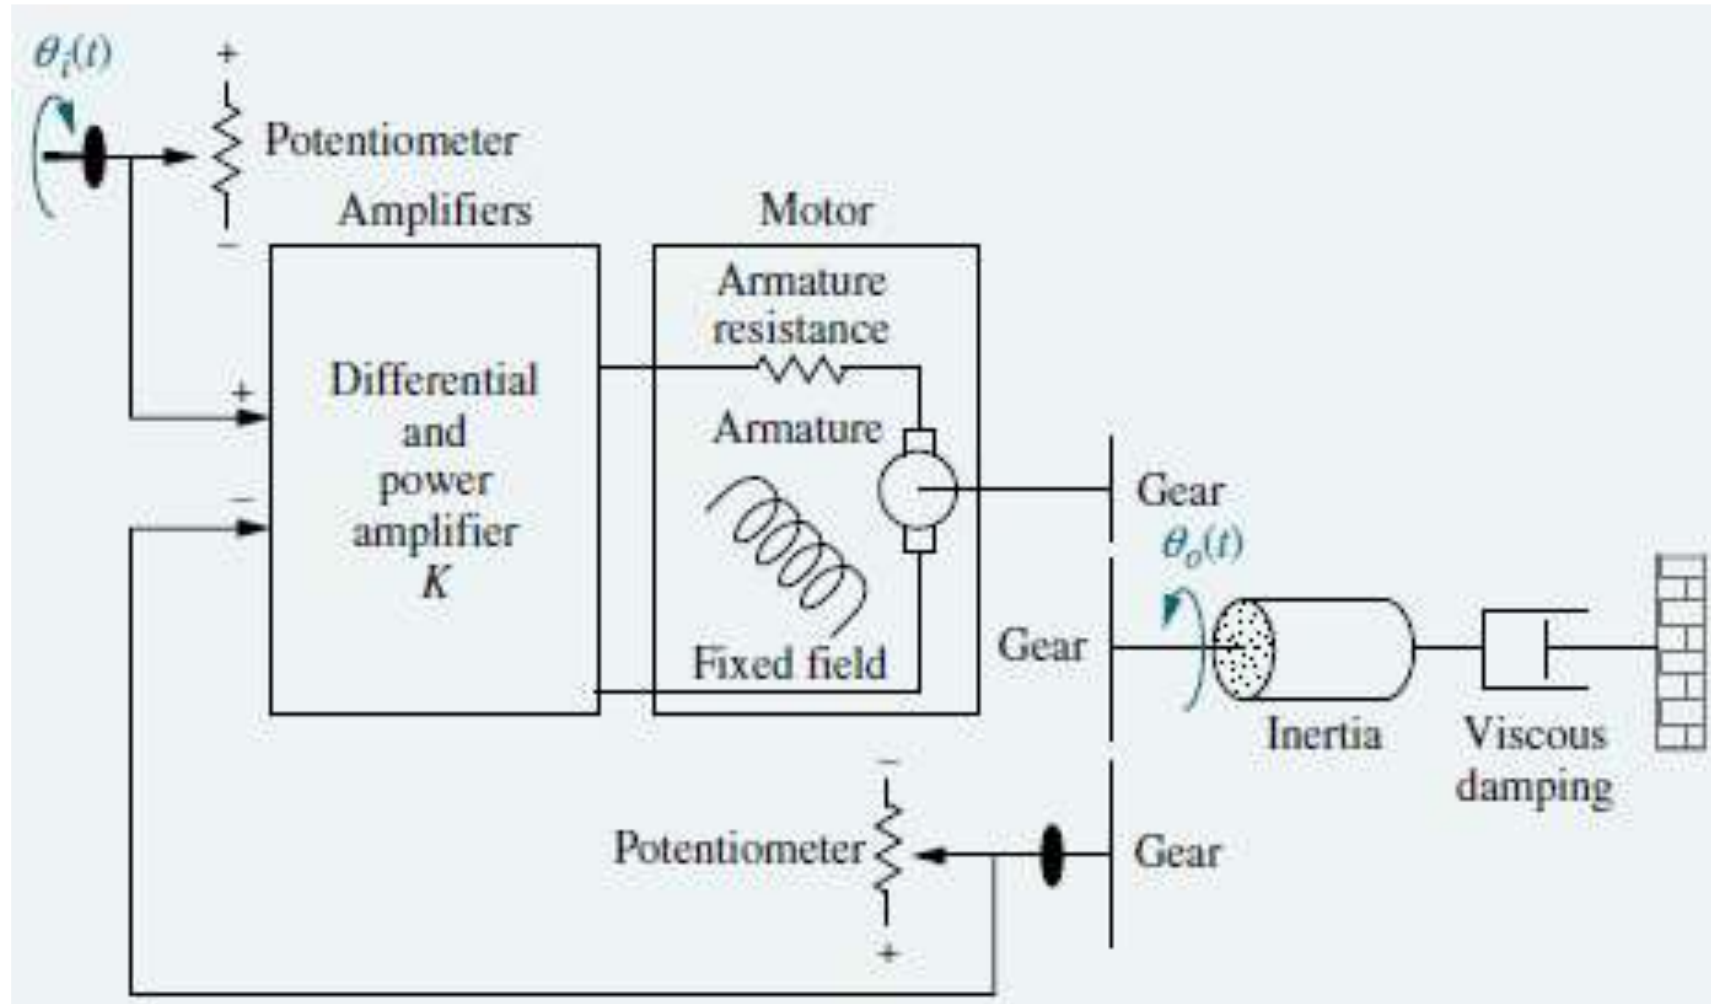 θᵢ(t)
+
Potentiometer
−
Amplifiers
Motor
Differential
and
power
amplifier
K
+
−
Armature
resistance
Armature
Fixed field
Gear
θₒ(t)
Gear
Inertia
Viscous
damping
−
Potentiometer
+
Gear